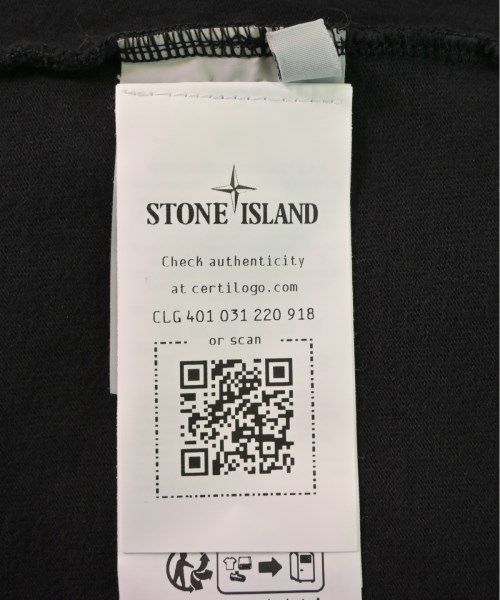 STONE ISLAND
Check authenticity
at certilogo.com
CLG 401 031 220 918
or scan